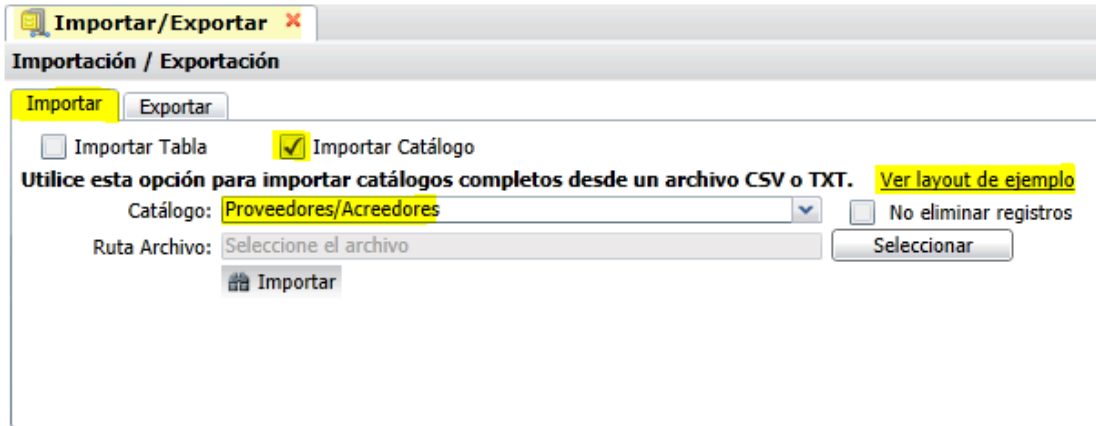 Importar/Exportar
Importación / Exportación
Importar Exportar
Importar Tabla Importar Catálogo
Utilice esta opción para importar catálogos completos desde un archivo CSV o TXT. Ver layout de ejemplo
Catálogo: Proveedores/Acreedores No eliminar registros
Ruta Archivo: Seleccione el archivo Seleccionar
Importar